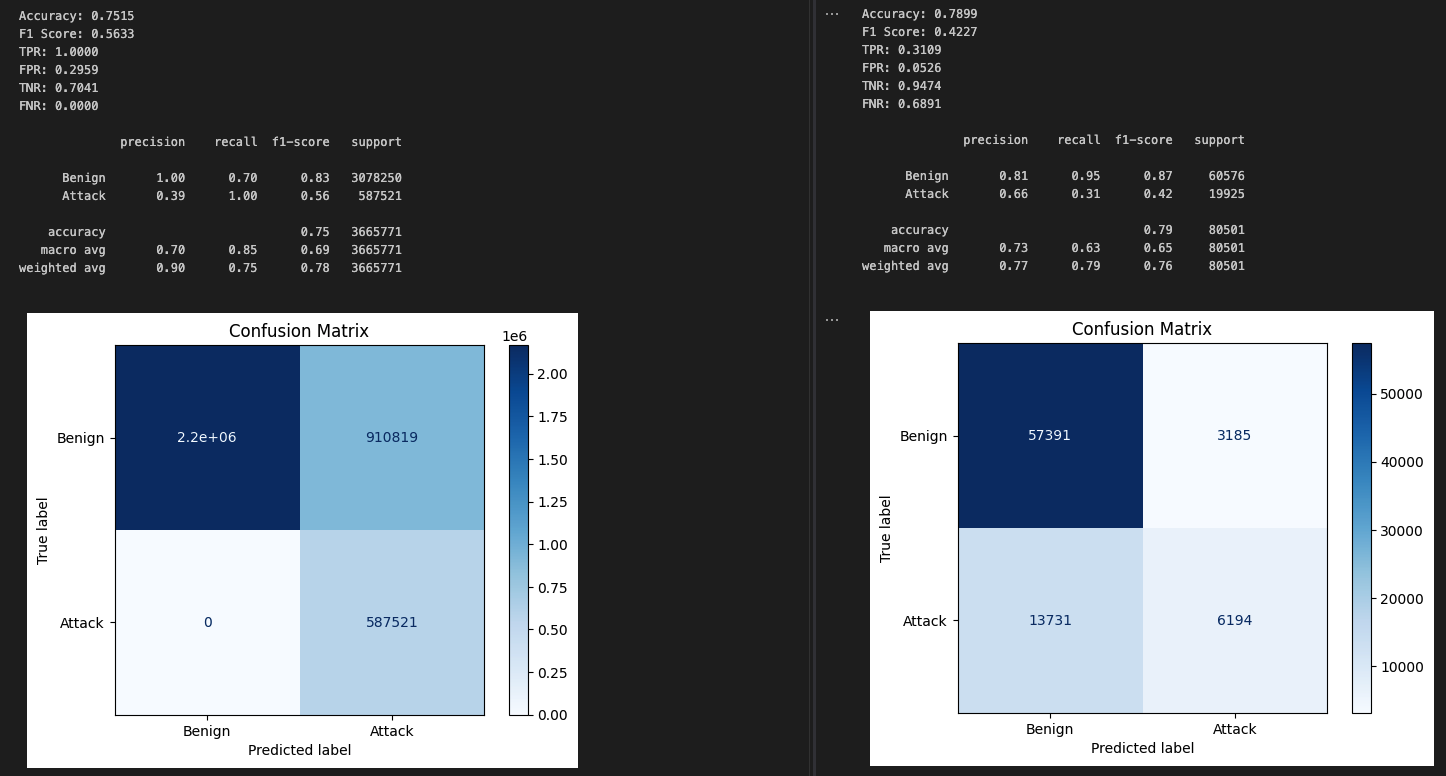 Accuracy: 0.7515
F1 Score: 0.5633
TPR: 1.0000
FPR: 0.2959
TNR: 0.7041
FNR: 0.0000
precision recall f1-score support
Benign 1.00 0.70 0.83 3078250
Attack 0.39 1.00 0.56 587521
accuracy 0.75 3665771
macro avg 0.70 0.85 0.69 3665771
weighted avg 0.90 0.75 0.78 3665771
Confusion Matrix
1e6
2.00
1.75
1.50
1.25
1.00
0.75
0.50
0.25
0.00
True label
Benign
2.2e+06 910819
Attack
0 587521
Benign Attack
Predicted label
...
Accuracy: 0.7899
F1 Score: 0.4227
TPR: 0.3109
FPR: 0.0526
TNR: 0.9474
FNR: 0.6891
precision recall f1-score support
Benign 0.81 0.95 0.87 60576
Attack 0.66 0.31 0.42 19925
accuracy 0.79 80501
macro avg 0.73 0.63 0.65 80501
weighted avg 0.77 0.79 0.76 80501
...
Confusion Matrix
50000
40000
30000
20000
10000
True label
Benign
57391 3185
Attack
13731 6194
Benign Attack
Predicted label